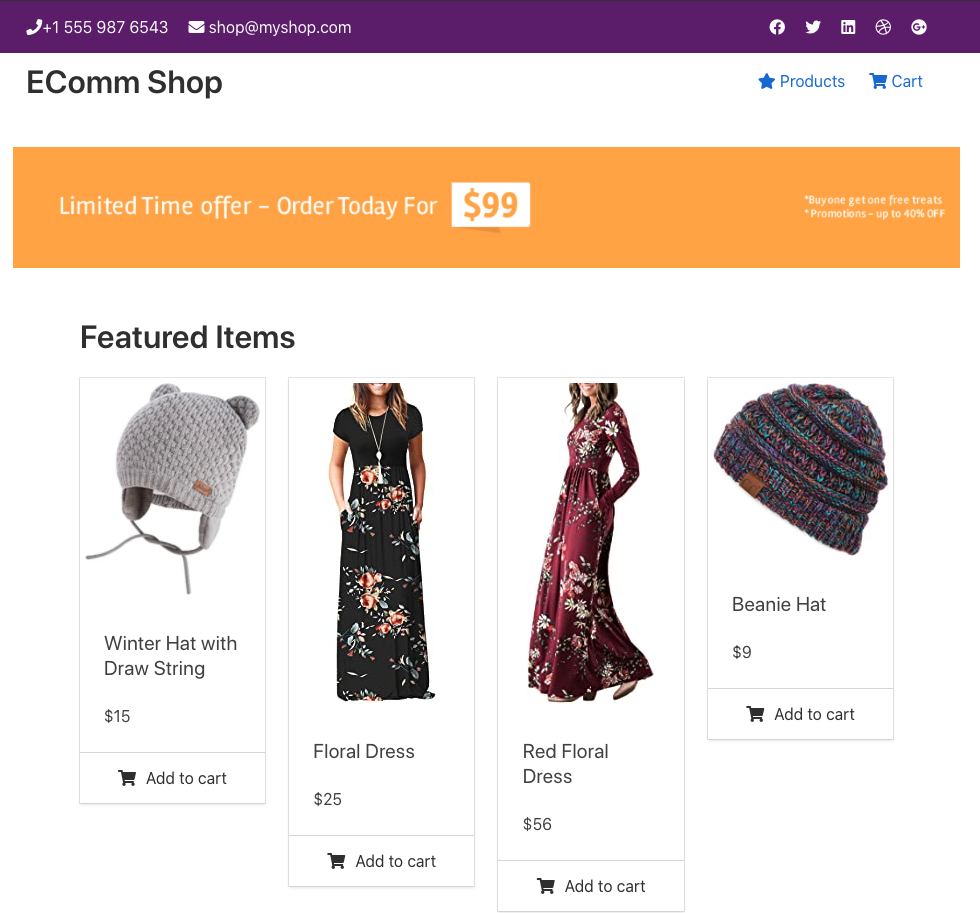 +1 555 987 6543 shop@myshop.com
EComm Shop
Products Cart
Limited Time offer – Order Today For $99
*Buy one get one free treats
* Promotions – up to 40% OFF
Featured Items
Winter Hat with
Draw String
$15
Add to cart
Floral Dress
$25
Add to cart
Red Floral
Dress
$56
Add to cart
Beanie Hat
$9
Add to cart